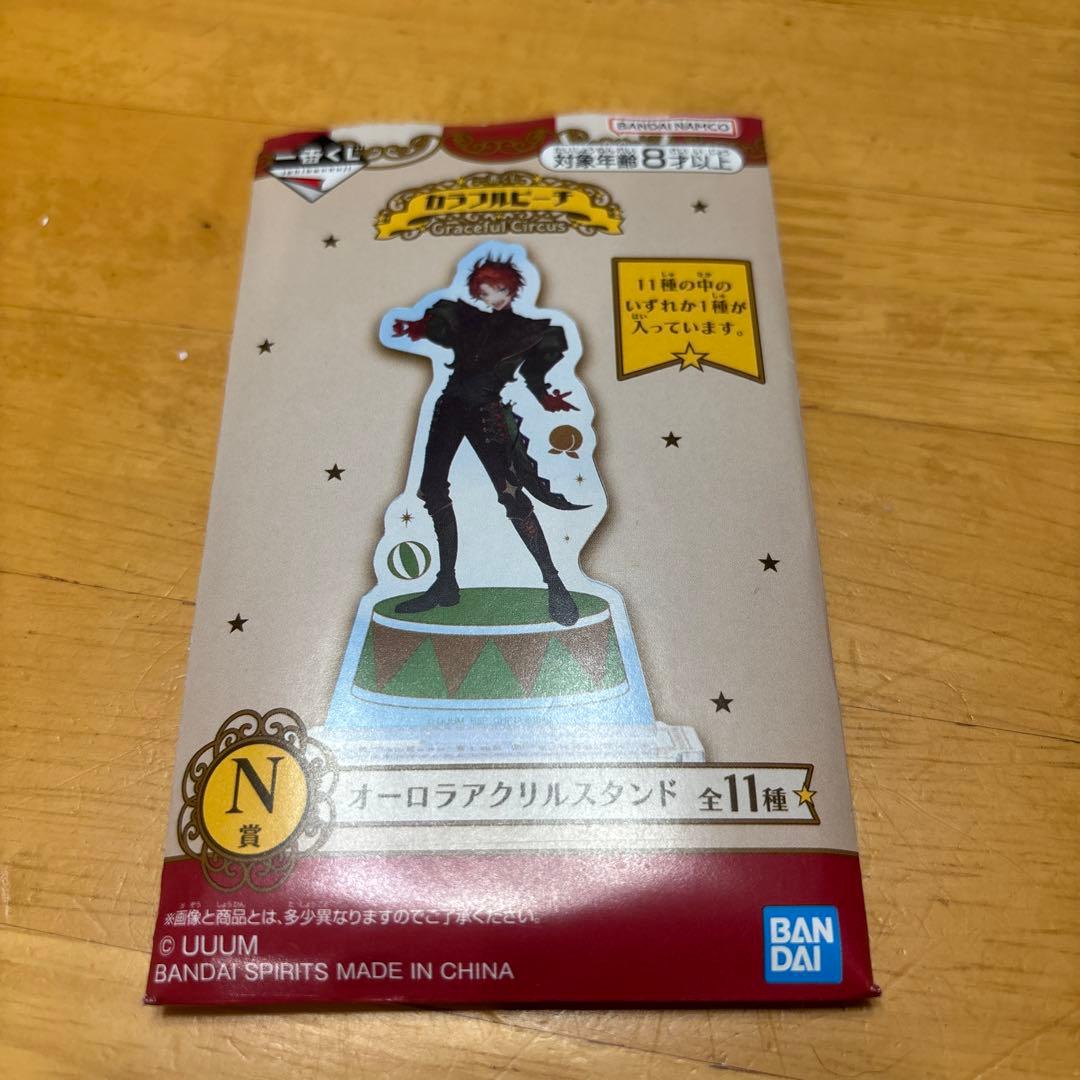 BANDAI NAMCO
一番くじ
対象年齢8才以上
カラフルピーチ
Graceful Circus
11種の中の
いずれか1種が
入っています。
N賞
オーロラアクリルスタンド 全11種
※画像と商品とは、多少異なりますのでご了承ください。
© UUUM
BANDAI SPIRITS MADE IN CHINA
BAN
DAI